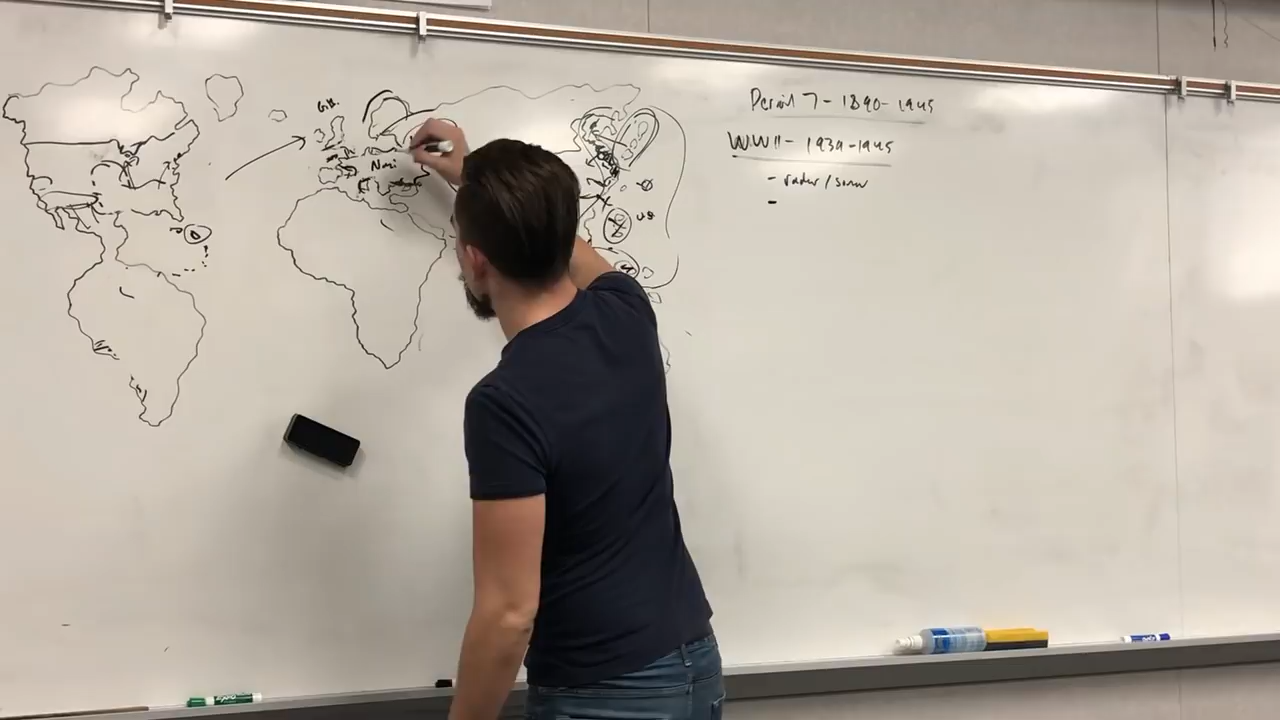 G.B.
Nazi
US
Period 7 - 1890-1945
WWII - 1939-1945
- radar/sonar
-